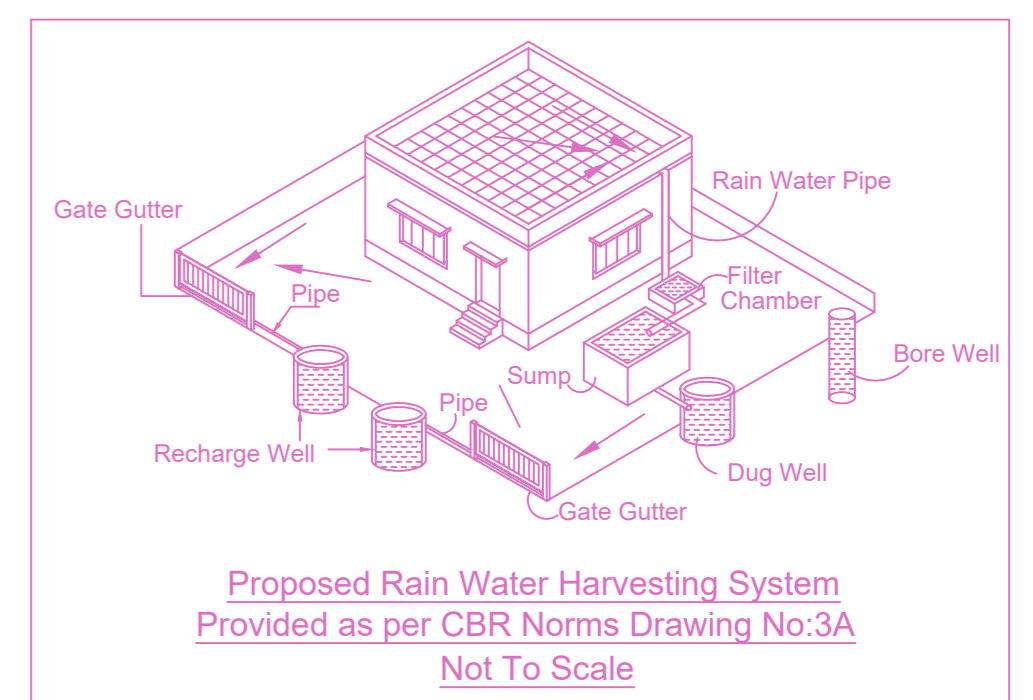 Rain Water Pipe
Gate Gutter
Filter
Chamber
Pipe
Bore Well
Sump
Pipe
Recharge Well
Dug Well
Gate Gutter
Proposed Rain Water Harvesting System
Provided as per CBR Norms Drawing No:3A
Not To Scale